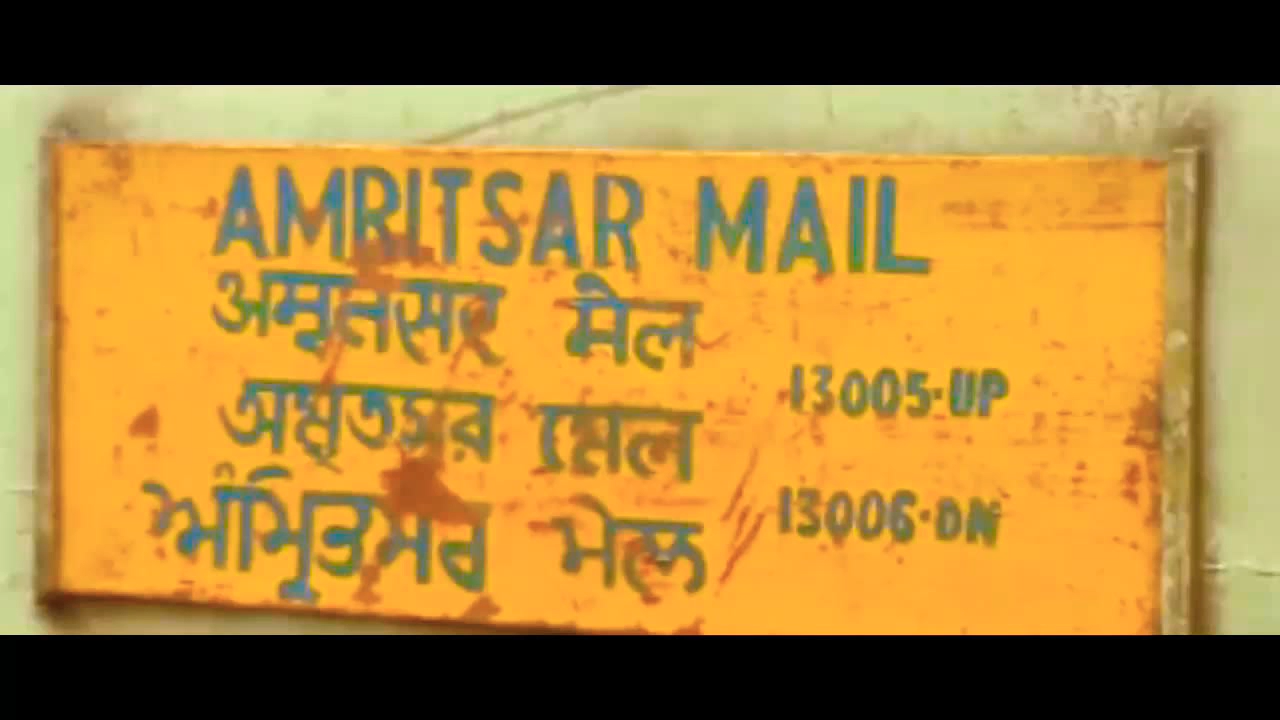 AMRITSAR MAIL
अमृतसर मेल
13005-UP
অমৃতসর মেল
13006-DN
ਅੰਮ੍ਰਿਤਸਰ ਮੇਲ